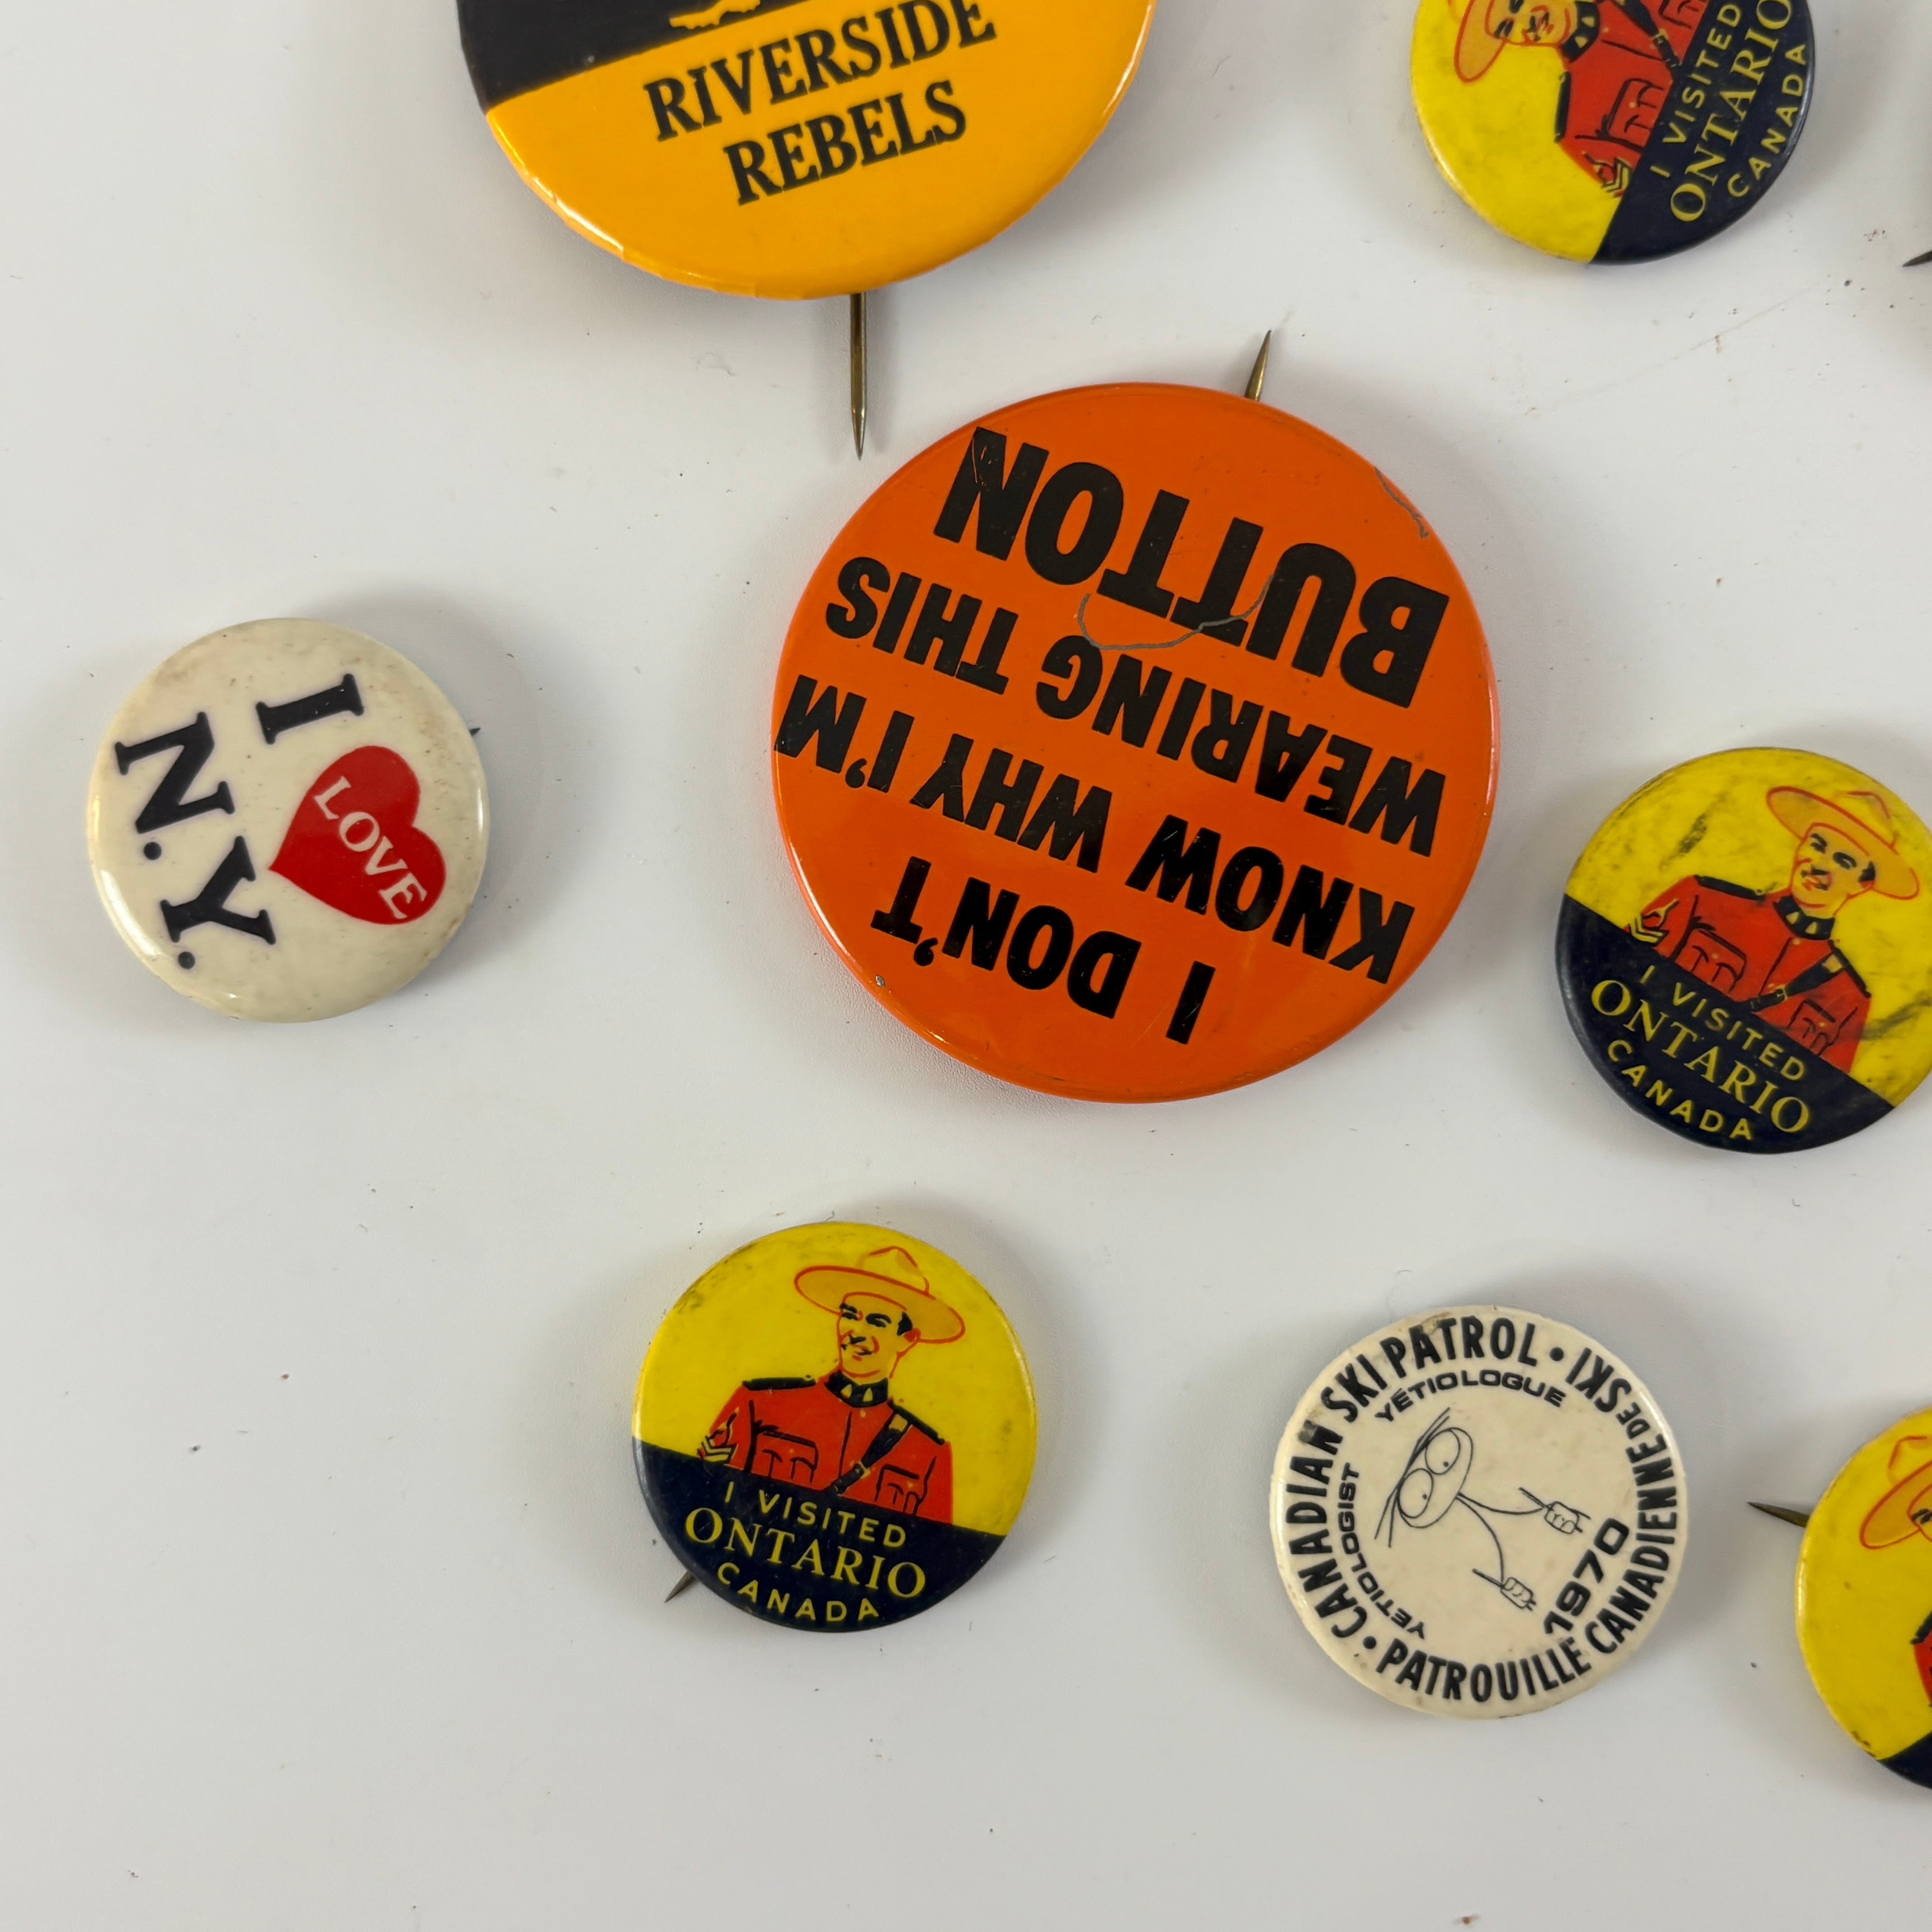 RIVERSIDE
REBELS
I VISITED
ONTARIO
CANADA
I DON'T
KNOW WHY I'M
WEARING THIS
BUTTON
I
LOVE
N.Y.
I VISITED
ONTARIO
CANADA
I VISITED
ONTARIO
CANADA
CANADIAN SKI PATROL • PATROUILLE CANADIENNE DE SKI •
YÉTIOLOGUE
YETIOLOGIST
1970